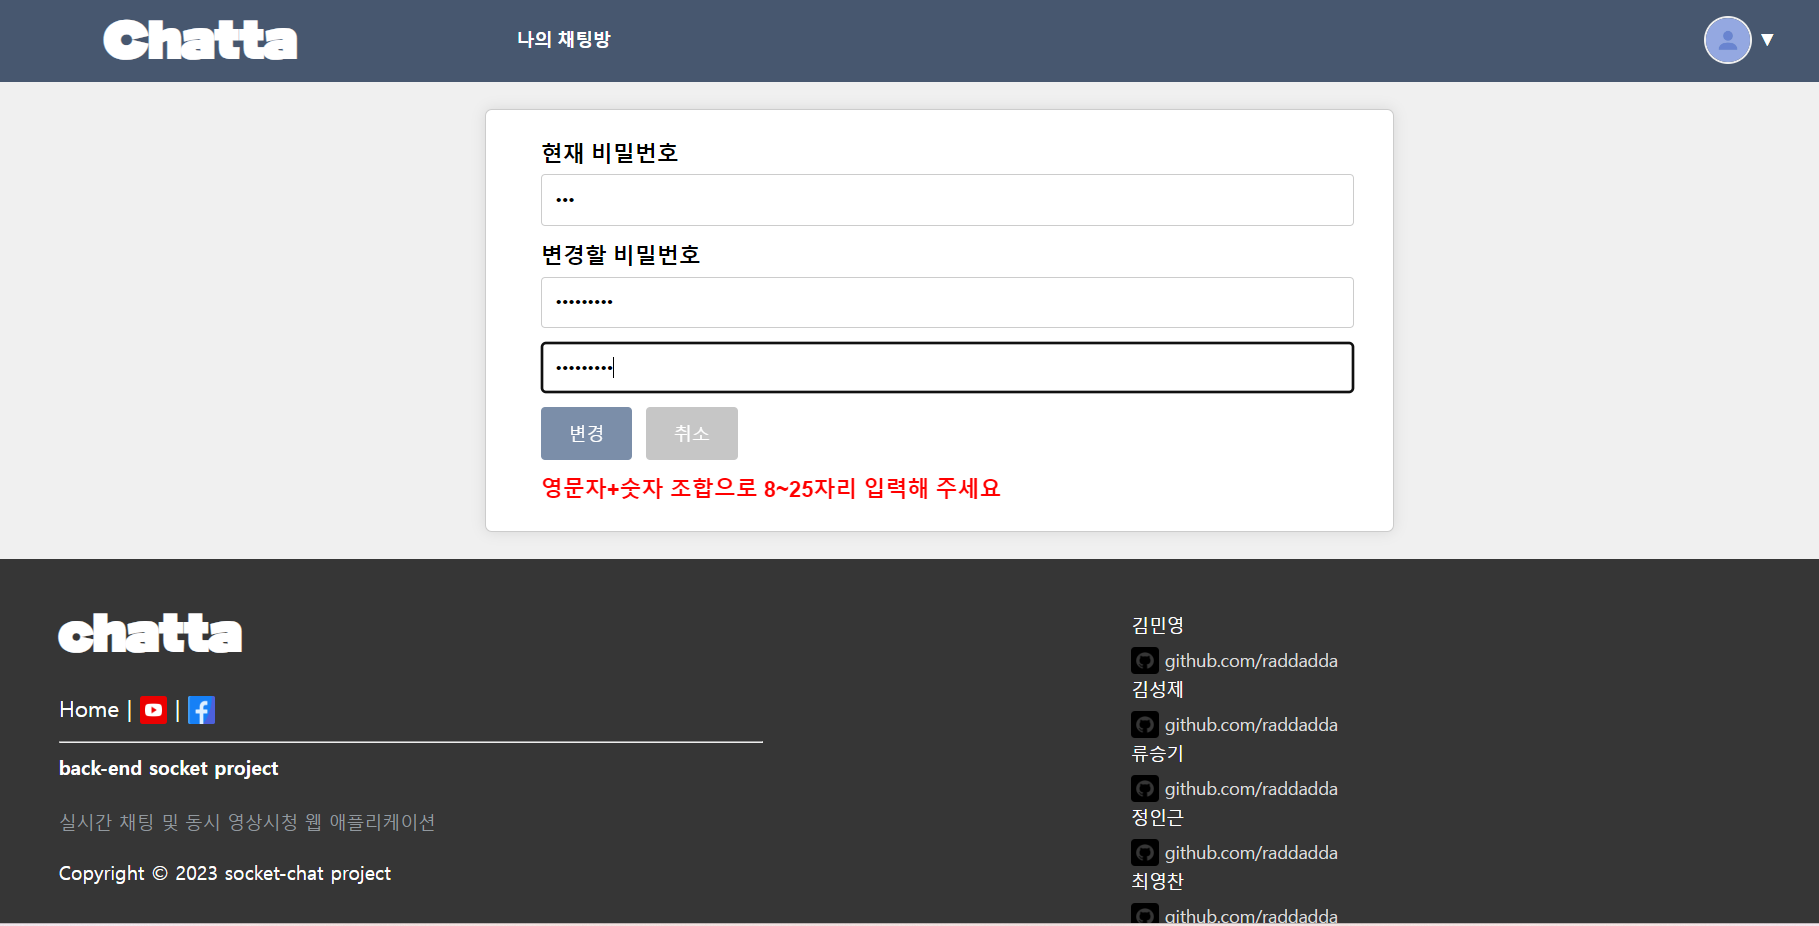 Chatta
나의 채팅방
▼
현재 비밀번호
•••
변경할 비밀번호
•••••••••
•••••••••
변경 취소
영문자+숫자 조합으로 8~25자리 입력해 주세요
chatta
Home | |
back-end socket project
실시간 채팅 및 동시 영상시청 웹 애플리케이션
Copyright © 2023 socket-chat project
김민영
github.com/raddadda
김성제
github.com/raddadda
류승기
github.com/raddadda
정인근
github.com/raddadda
최영찬
github.com/raddadda